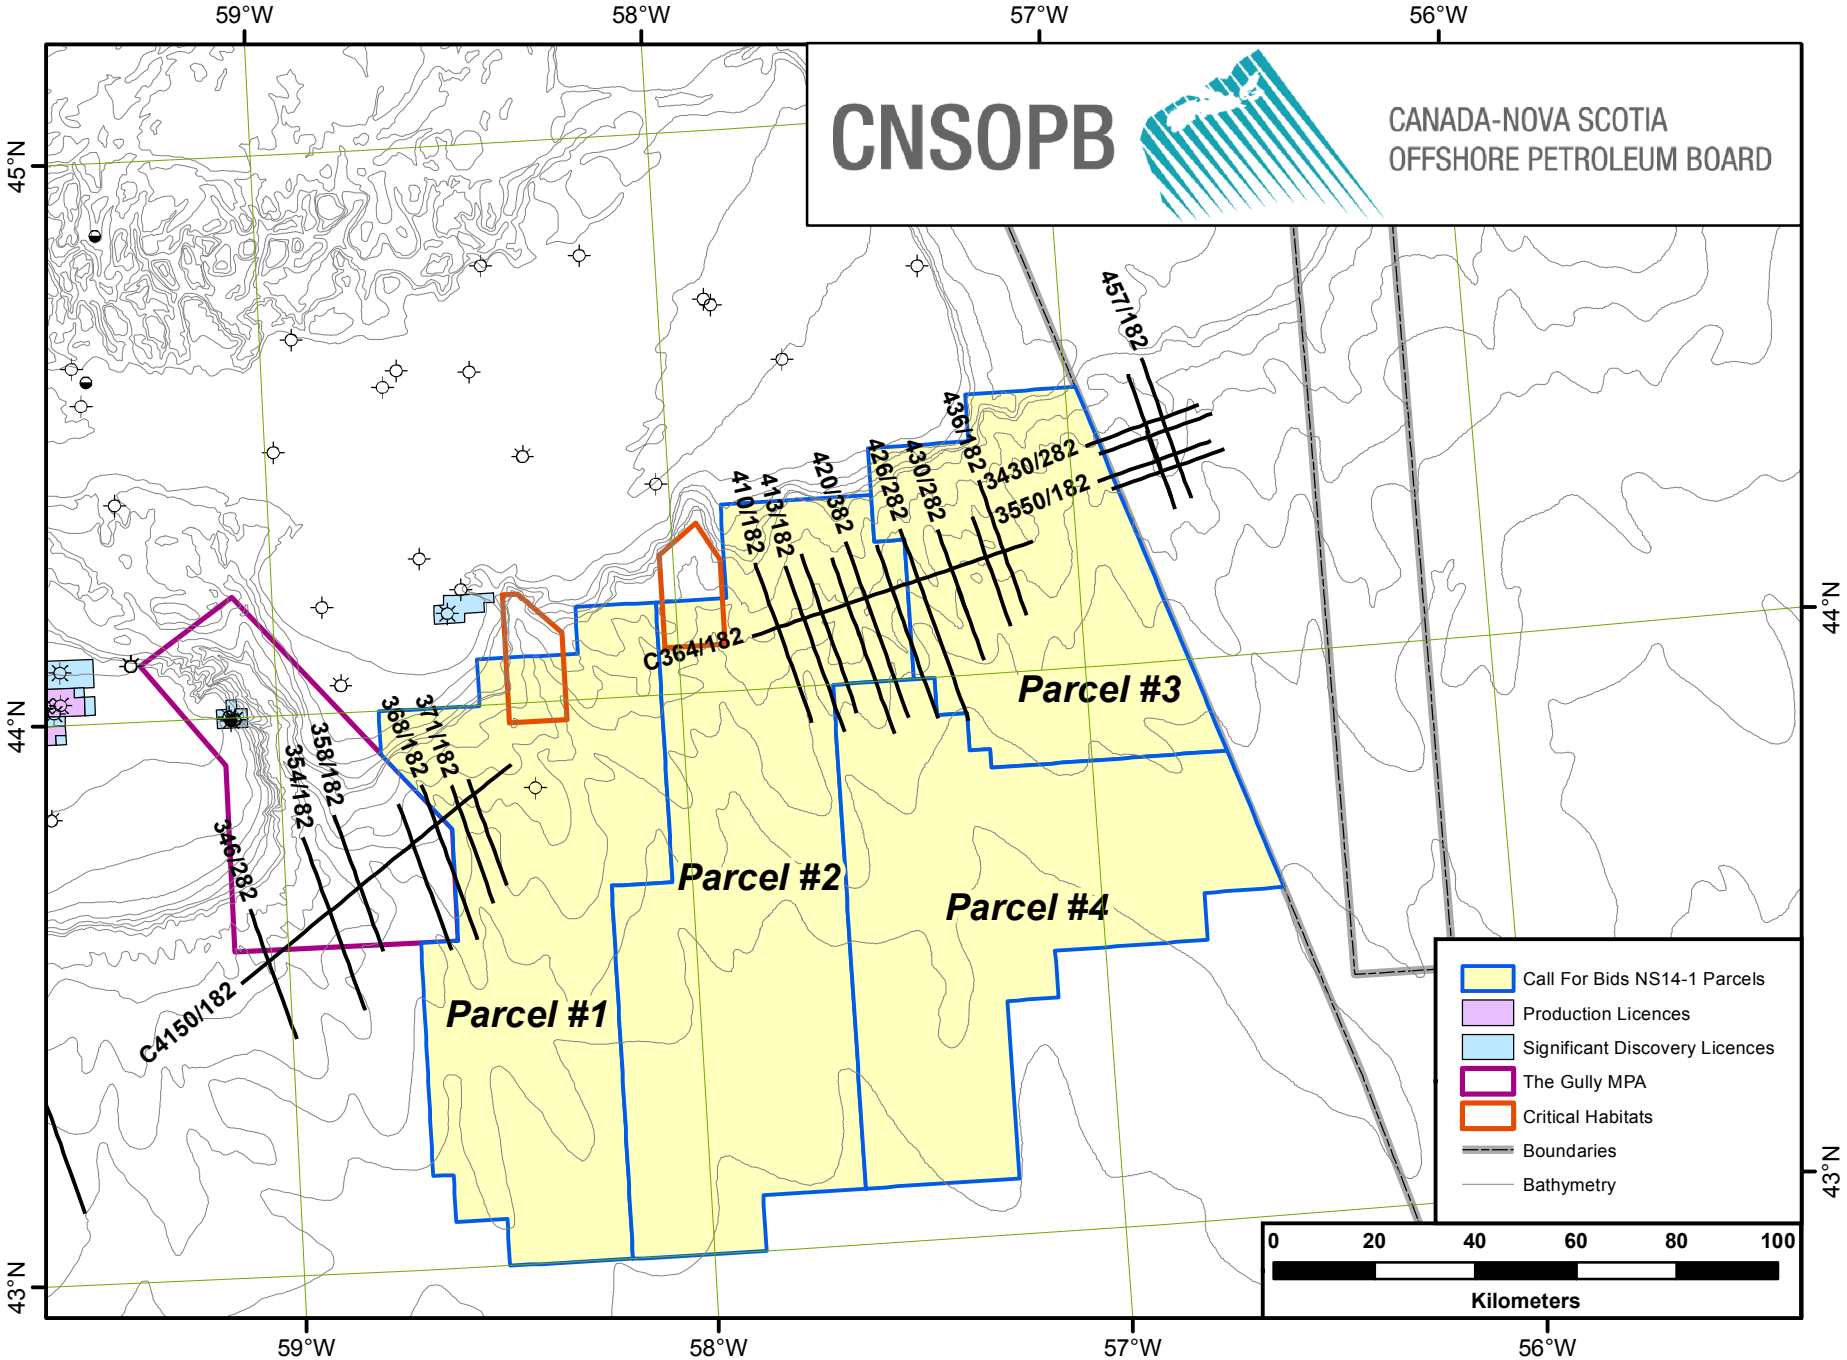 59°W
58°W
57°W
56°W
CNSOPB
CANADA-NOVA SCOTIA
OFFSHORE PETROLEUM BOARD
45°N
44°N
43°N
44°N
43°N
457/182
436/182
430/282
426/282
420/382
413/182
410/182
3430/282
3550/182
C364/182
371/182
368/182
358/182
354/182
346/282
C4150/182
Parcel #3
Parcel #2
Parcel #4
Parcel #1
Call For Bids NS14-1 Parcels
Production Licences
Significant Discovery Licences
The Gully MPA
Critical Habitats
Boundaries
Bathymetry
0 20 40 60 80 100
Kilometers
59°W
58°W
57°W
56°W